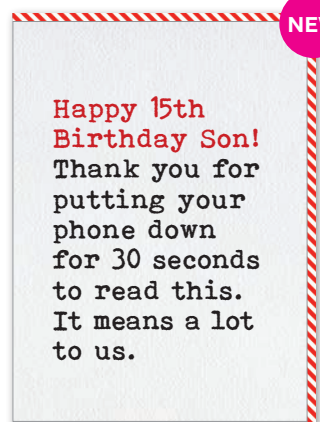 NEW
Happy 15th
Birthday Son!
Thank you for
putting your
phone down
for 30 seconds
to read this.
It means a lot
to us.